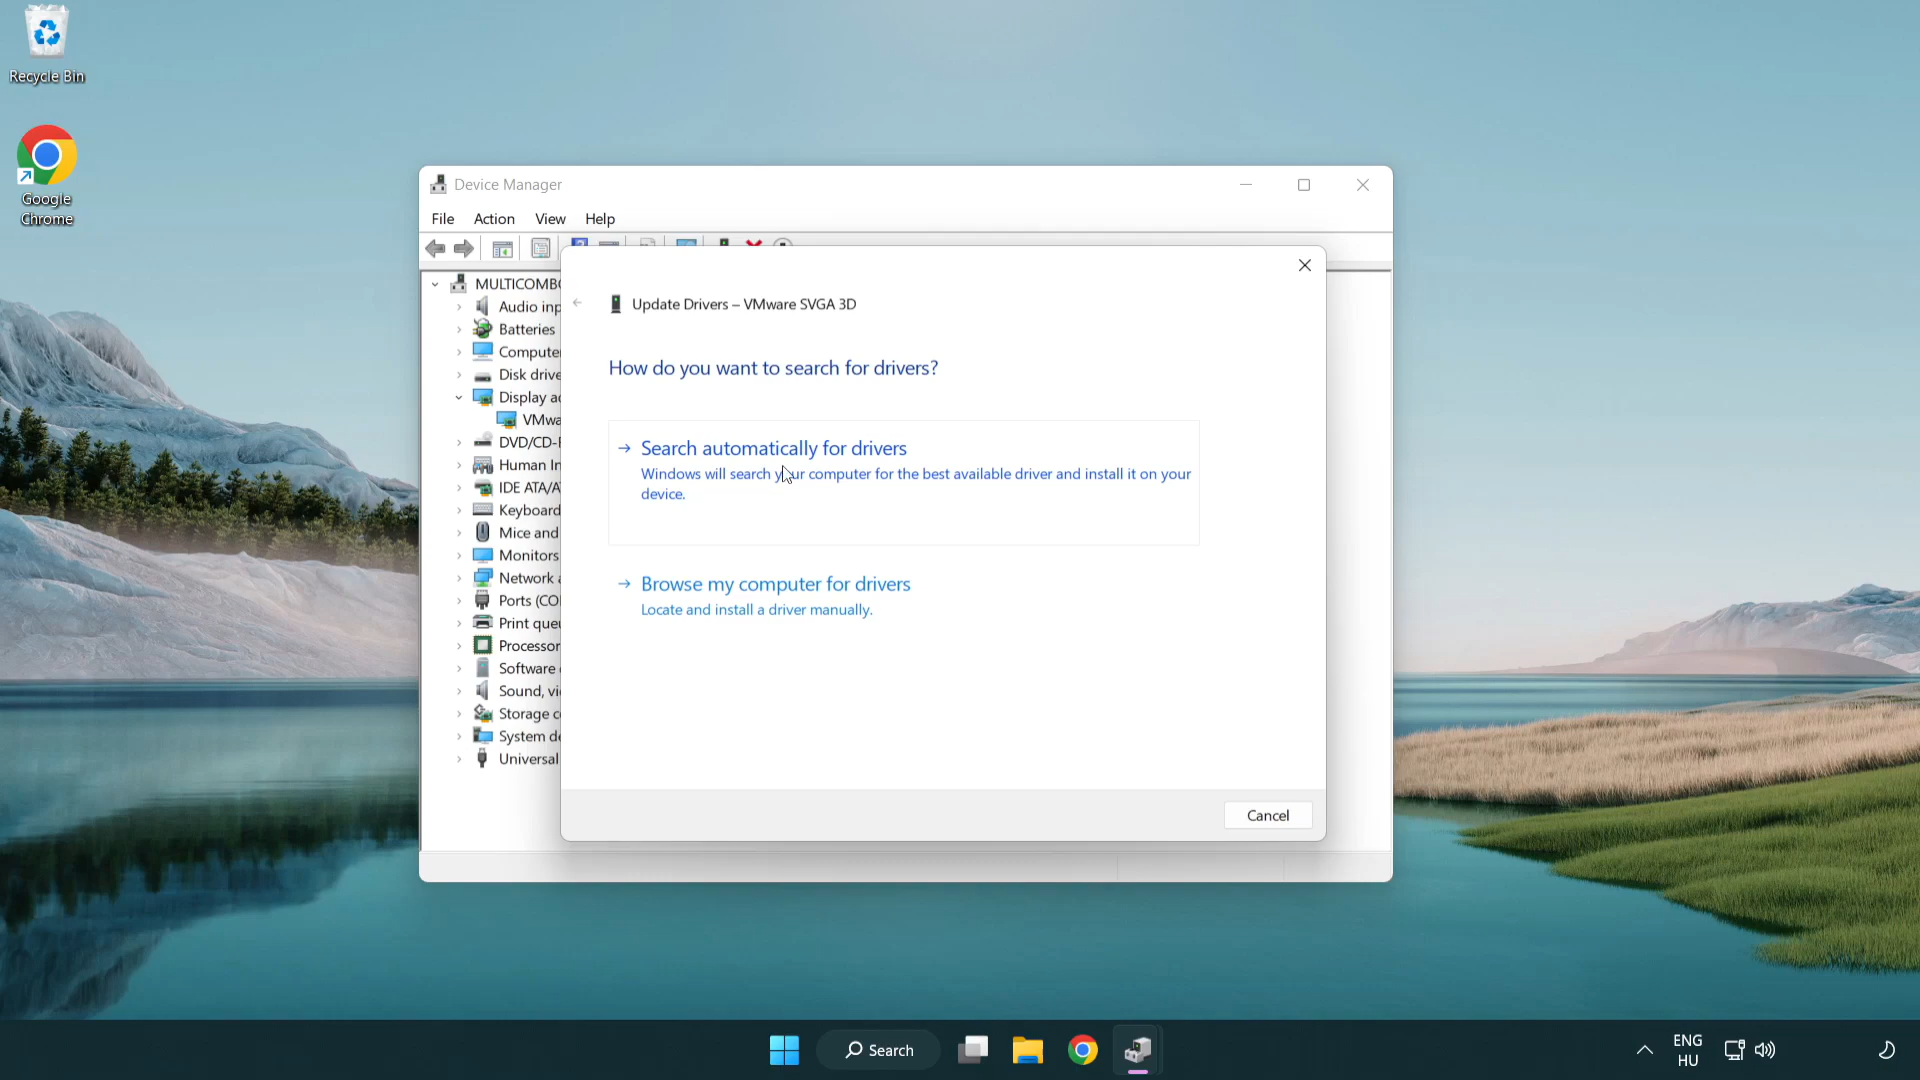 Recycle Bin
Google
Chrome
Device Manager
File Action View Help
MULTICOMBO
Audio inp
Batteries
Compute
Disk drive
Display a
VMwa
DVD/CD-
Human In
IDE ATA/A
Keyboard
Mice and
Monitors
Network
Ports (CO
Print que
Processor
Software
Sound, vi
Storage c
System de
Universal
Update Drivers – VMware SVGA 3D
How do you want to search for drivers?
Search automatically for drivers
Windows will search your computer for the best available driver and install it on your
device.
Browse my computer for drivers
Locate and install a driver manually.
Cancel
Search
ENG
HU